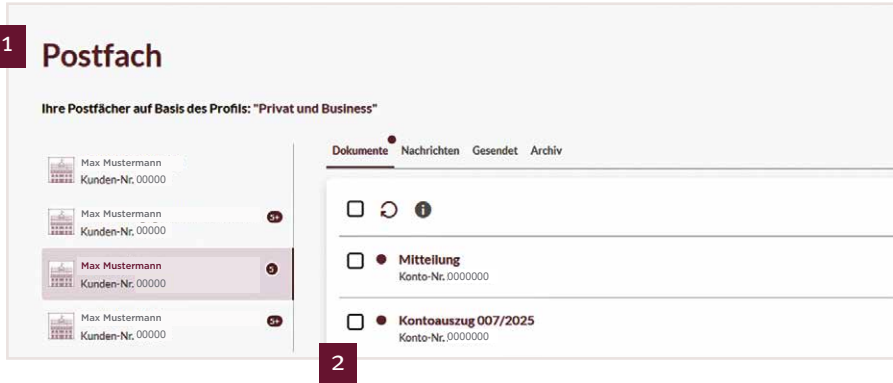 1
Postfach
Ihre Postfächer auf Basis des Profils: "Privat und Business"
Max Mustermann
Kunden-Nr. 00000
Max Mustermann
Kunden-Nr. 00000
5+
Max Mustermann
Kunden-Nr. 00000
5
Max Mustermann
Kunden-Nr. 00000
5+
Dokumente Nachrichten Gesendet Archiv
Mitteilung
Konto-Nr. 0000000
Kontoauszug 007/2025
Konto-Nr. 0000000
2